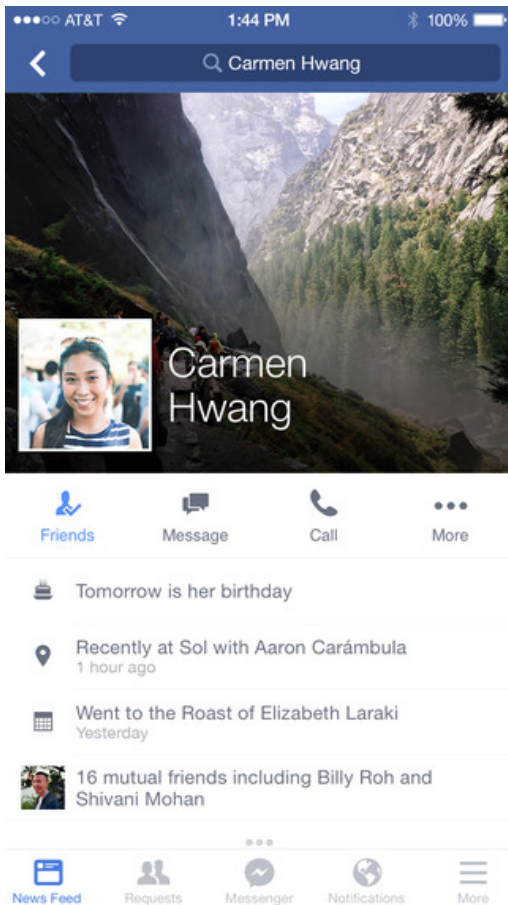 AT&T 1:44 PM 100%
Carmen Hwang
Carmen
Hwang
Friends Message Call More
Tomorrow is her birthday
Recently at Sol with Aaron Carámbula
1 hour ago
Went to the Roast of Elizabeth Laraki
Yesterday
16 mutual friends including Billy Roh and
Shivani Mohan
News Feed Requests Messenger Notifications More